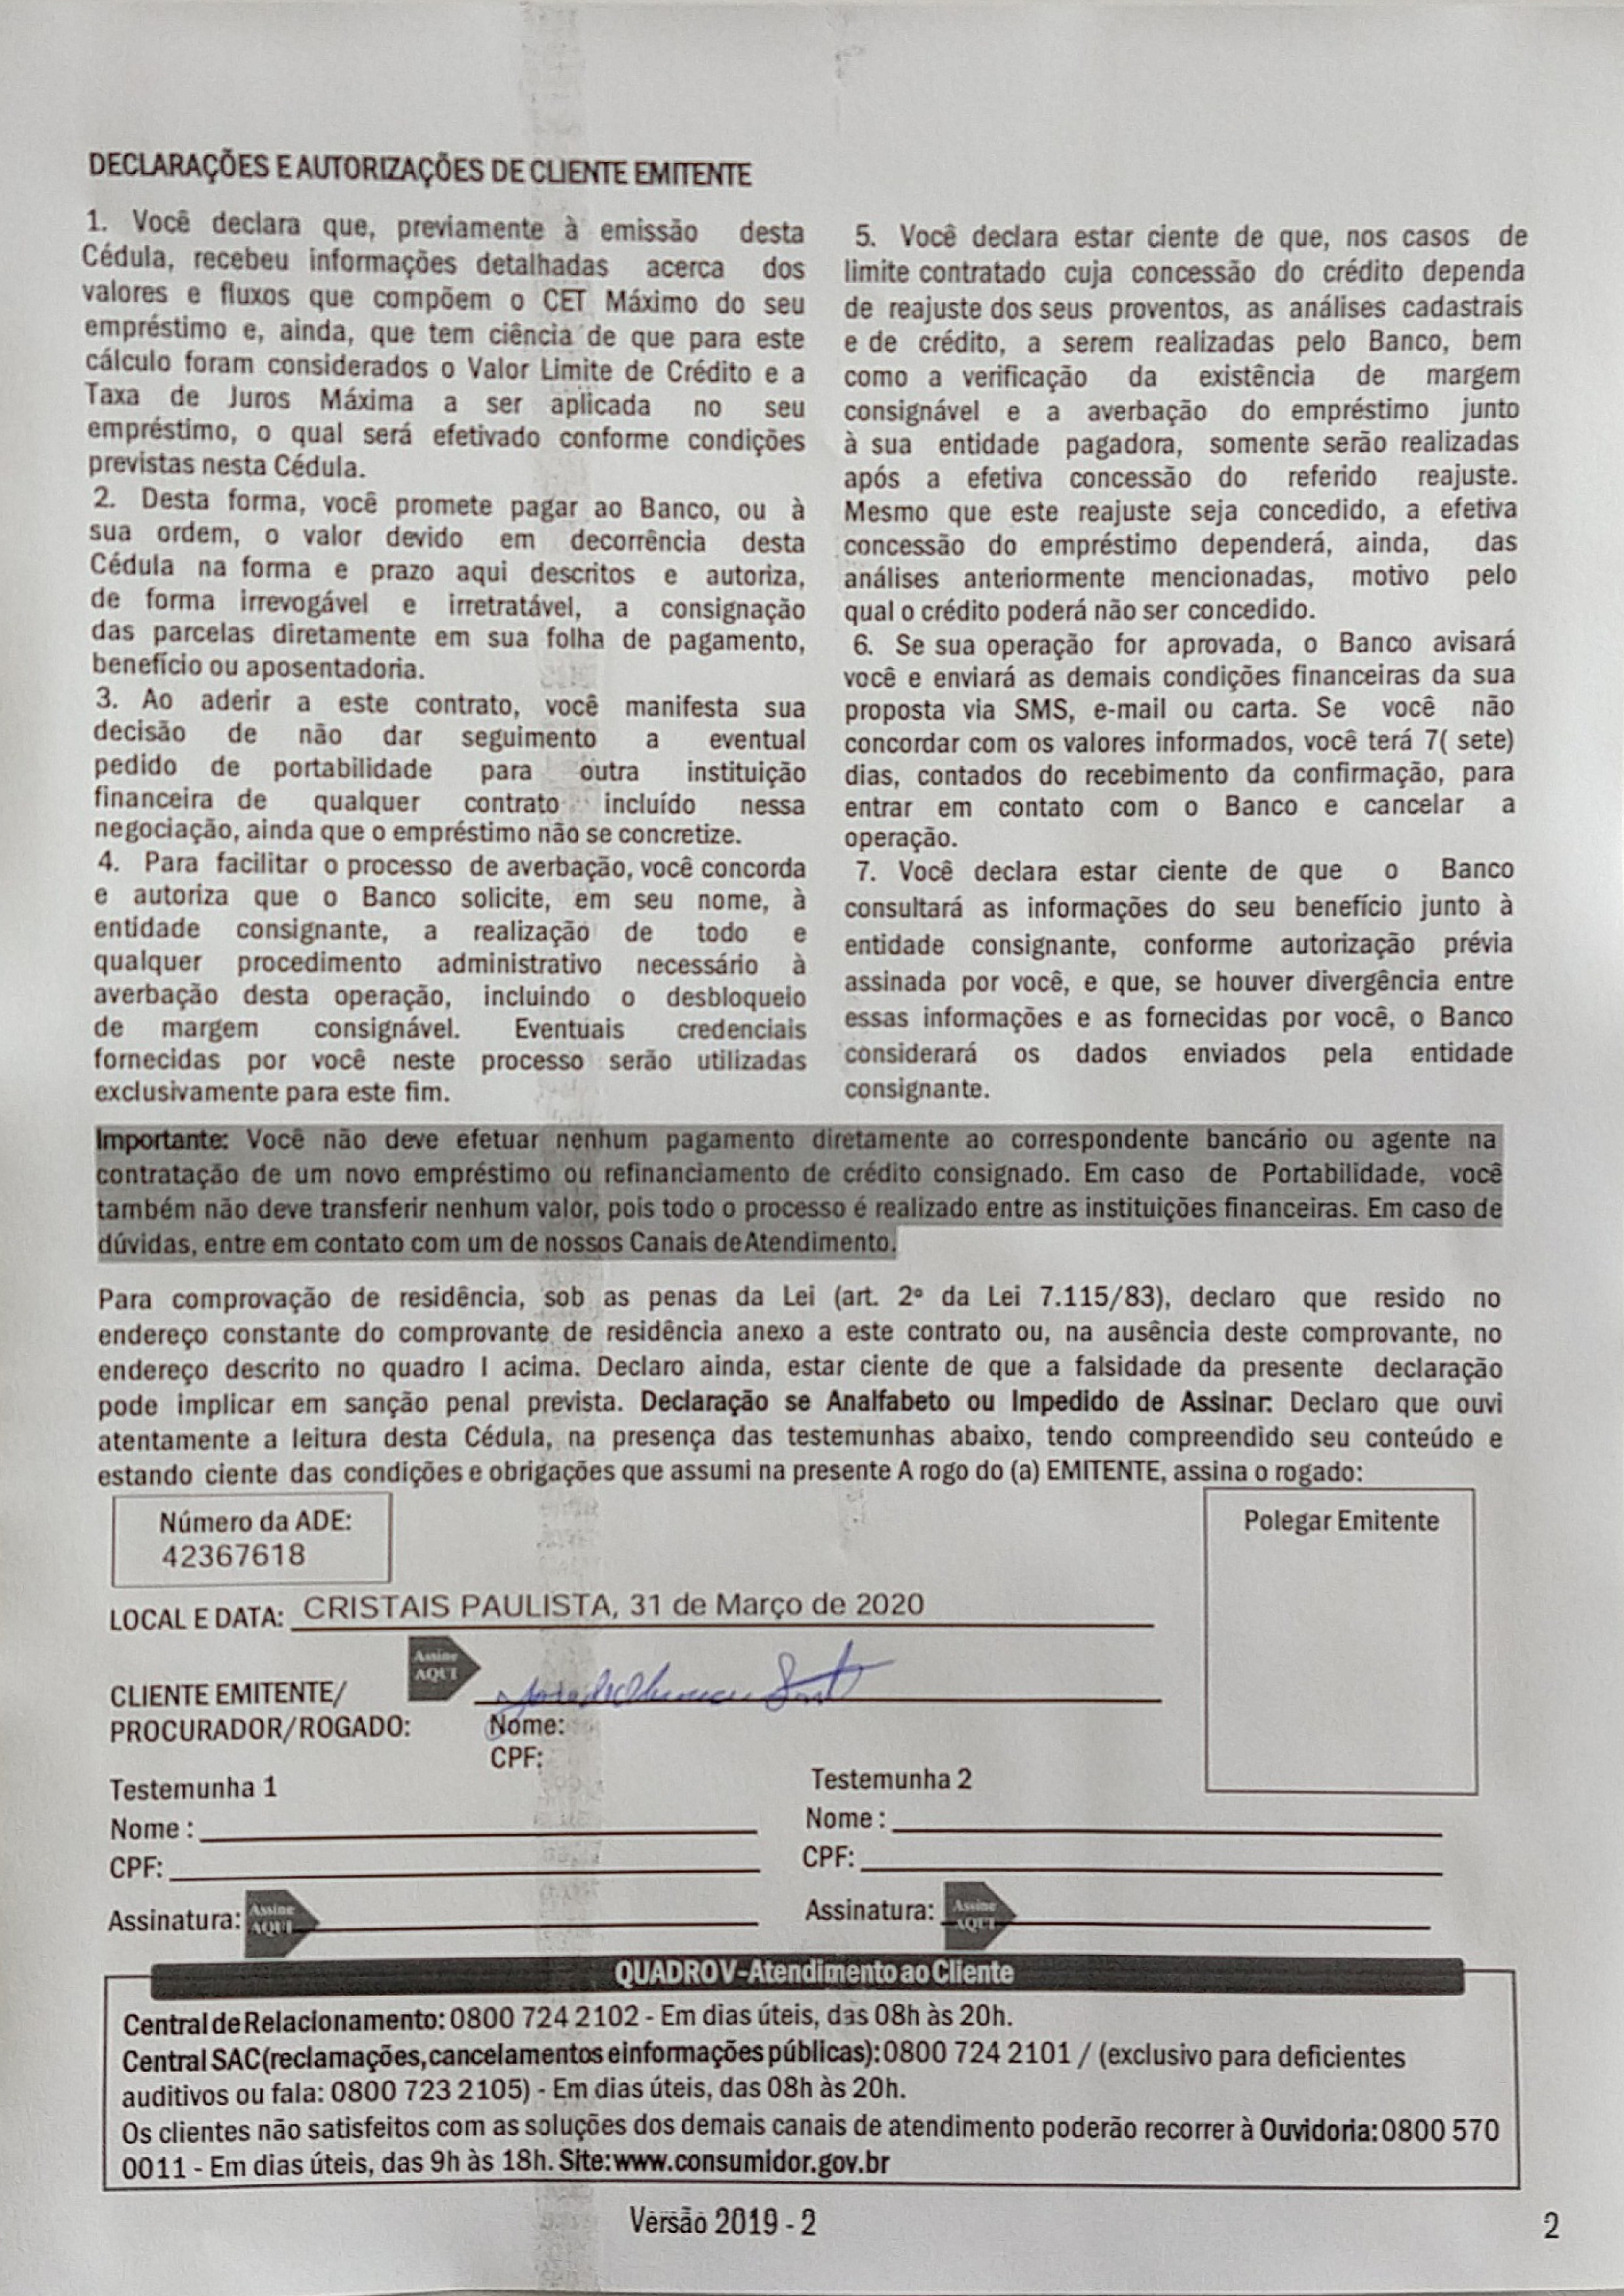 DECLARAÇÕES E AUTORIZAÇÕES DE CLIENTE EMITENTE
1. Você declara que, previamente à emissão desta
Cédula, recebeu informações detalhadas acerca dos
valores e fluxos que compõem o CET Máximo do seu
empréstimo e, ainda, que tem ciência de que para este
cálculo foram considerados o Valor Limite de Crédito e a
Taxa de Juros Máxima a ser aplicada no seu
empréstimo, o qual será efetivado conforme condições
previstas nesta Cédula.
2. Desta forma, você promete pagar ao Banco, ou à
sua ordem, o valor devido em decorrência desta
Cédula na forma e prazo aqui descritos e autoriza,
de forma irrevogável e irretratável, a consignação
das parcelas diretamente em sua folha de pagamento,
benefício ou aposentadoria.
3. Ao aderir a este contrato, você manifesta sua
decisão de não dar seguimento a eventual
pedido de portabilidade para outra instituição
financeira de qualquer contrato incluído nessa
negociação, ainda que o empréstimo não se concretize.
4. Para facilitar o processo de averbação, você concorda
e autoriza que o Banco solicite, em seu nome, à
entidade consignante, a realização de todo e
qualquer procedimento administrativo necessário à
averbação desta operação, incluindo o desbloqueio
de margem consignável. Eventuais credenciais
fornecidas por você neste processo serão utilizadas
exclusivamente para este fim.
5. Você declara estar ciente de que, nos casos de
limite contratado cuja concessão do crédito dependa
de reajuste dos seus proventos, as análises cadastrais
e de crédito, a serem realizadas pelo Banco, bem
como a verificação da existência de margem
consignável e a averbação do empréstimo junto
à sua entidade pagadora, somente serão realizadas
após a efetiva concessão do referido reajuste.
Mesmo que este reajuste seja concedido, a efetiva
concessão do empréstimo dependerá, ainda, das
análises anteriormente mencionadas, motivo pelo
qual o crédito poderá não ser concedido.
6. Se sua operação for aprovada, o Banco avisará
você e enviará as demais condições financeiras da sua
proposta via SMS, e-mail ou carta. Se você não
concordar com os valores informados, você terá 7( sete)
dias, contados do recebimento da confirmação, para
entrar em contato com o Banco e cancelar a
operação.
7. Você declara estar ciente de que o Banco
consultará as informações do seu benefício junto à
entidade consignante, conforme autorização prévia
assinada por você, e que, se houver divergência entre
essas informações e as fornecidas por você, o Banco
considerará os dados enviados pela entidade
consignante.
Importante: Você não deve efetuar nenhum pagamento diretamente ao correspondente bancário ou agente na
contratação de um novo empréstimo ou refinanciamento de crédito consignado. Em caso de Portabilidade, você
também não deve transferir nenhum valor, pois todo o processo é realizado entre as instituições financeiras. Em caso de
dúvidas, entre em contato com um de nossos Canais de Atendimento.
Para comprovação de residência, sob as penas da Lei (art. 2º da Lei 7.115/83), declaro que resido no
endereço constante do comprovante de residência anexo a este contrato ou, na ausência deste comprovante, no
endereço descrito no quadro I acima. Declaro ainda, estar ciente de que a falsidade da presente declaração
pode implicar em sanção penal prevista. Declaração se Analfabeto ou Impedido de Assinar: Declaro que ouvi
atentamente a leitura desta Cédula, na presença das testemunhas abaixo, tendo compreendido seu conteúdo e
estando ciente das condições e obrigações que assumi na presente A rogo do (a) EMITENTE, assina o rogado:
Número da ADE:
42367618
Polegar Emitente
LOCAL E DATA: CRISTAIS PAULISTA, 31 de Março de 2020
Assine
AQUI
CLIENTE EMITENTE/
PROCURADOR/ROGADO:
Nome:
CPF:
Testemunha 1
Nome :
CPF:
Assinatura: Assine
AQUI
Testemunha 2
Nome :
CPF:
Assinatura: Assine
AQUI
QUADRO V - Atendimento ao Cliente
Central de Relacionamento: 0800 724 2102 - Em dias úteis, das 08h às 20h.
Central SAC (reclamações, cancelamentos e informações públicas): 0800 724 2101 / (exclusivo para deficientes
auditivos ou fala: 0800 723 2105) - Em dias úteis, das 08h às 20h.
Os clientes não satisfeitos com as soluções dos demais canais de atendimento poderão recorrer à Ouvidoria: 0800 570
0011 - Em dias úteis, das 9h às 18h. Site: www.consumidor.gov.br
Versão 2019 - 2
2